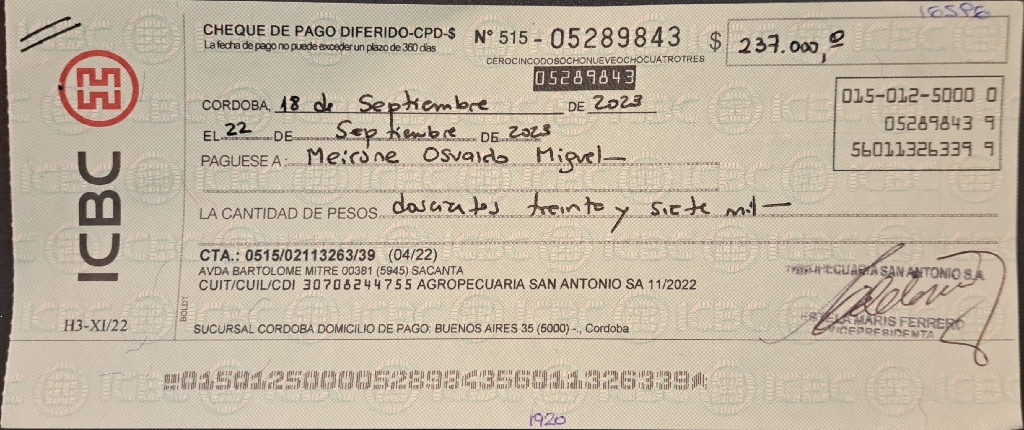 IESPE
CHEQUE DE PAGO DIFERIDO-CPD-$ Nº 515 - 05289843 $ 237.000,00
La fecha de pago no puede exceder un plazo de 360 días
CEROCINCODOSOCHONUEVEOCHOCUATROTRES
05289843
CORDOBA, 18 de Septiembre DE 2023
EL 22 DE Septiembre DE 2023
PAGUESE A: Meirone Osvaldo Miguel—
LA CANTIDAD DE PESOS doscientos treinta y siete mil—
015-012-5000 0
05289843 9
56011326339 9
ICBC
H3-XI/22
BOLDT
CTA.: 0515/02113263/39 (04/22)
AVDA BARTOLOME MITRE 00381 (5945) SACANTA
CUIT/CUIL/CDI 30708244755 AGROPECUARIA SAN ANTONIO SA 11/2022
SUCURSAL CORDOBA DOMICILIO DE PAGO: BUENOS AIRES 35 (5000) -., Cordoba
SAN ANTONIO S.A.
ESTELA MARIS FERRERO
VICEPRESIDENTA
1920